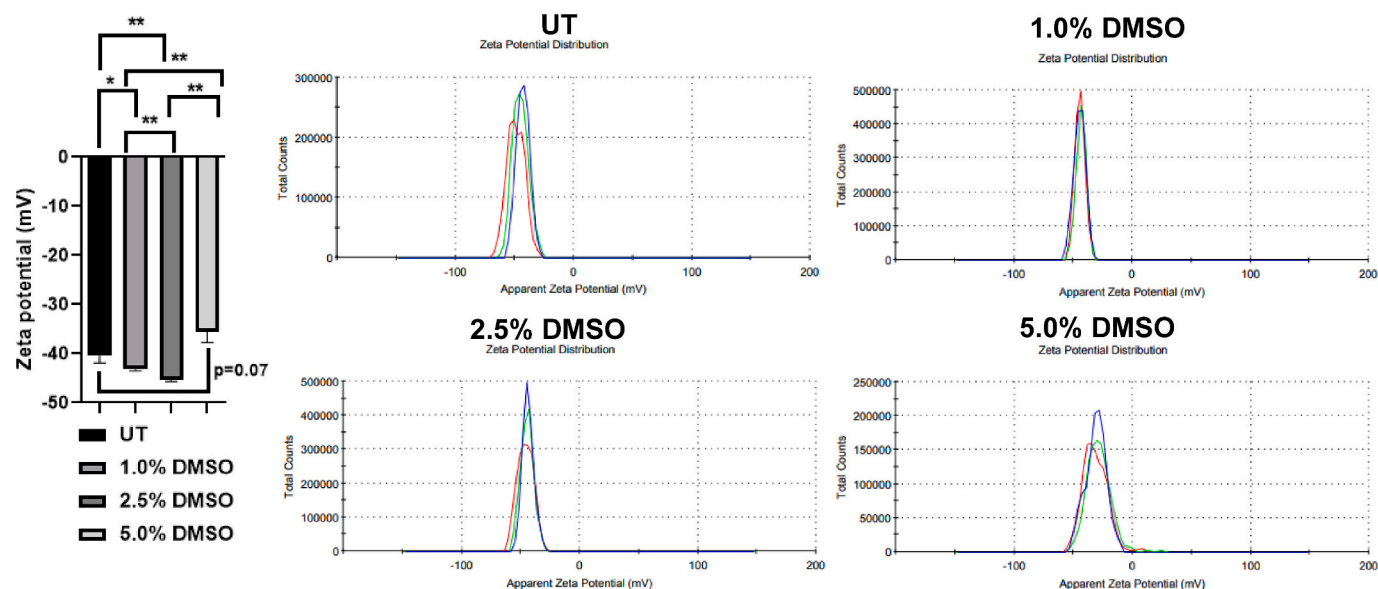 **
**
*
**
**
Zeta potential (mV)
0
-10
-20
-30
-40
-50
p=0.07
UT
1.0% DMSO
2.5% DMSO
5.0% DMSO
UT
Zeta Potential Distribution
Total Counts
300000
200000
100000
0
-100
0
100
200
Apparent Zeta Potential (mV)
1.0% DMSO
Zeta Potential Distribution
Total Counts
500000
400000
300000
200000
100000
0
-100
0
100
200
Apparent Zeta Potential (mV)
2.5% DMSO
Zeta Potential Distribution
Total Counts
500000
400000
300000
200000
100000
0
-100
0
100
200
Apparent Zeta Potential (mV)
5.0% DMSO
Zeta Potential Distribution
Total Counts
250000
200000
150000
100000
50000
0
-100
0
100
200
Apparent Zeta Potential (mV)